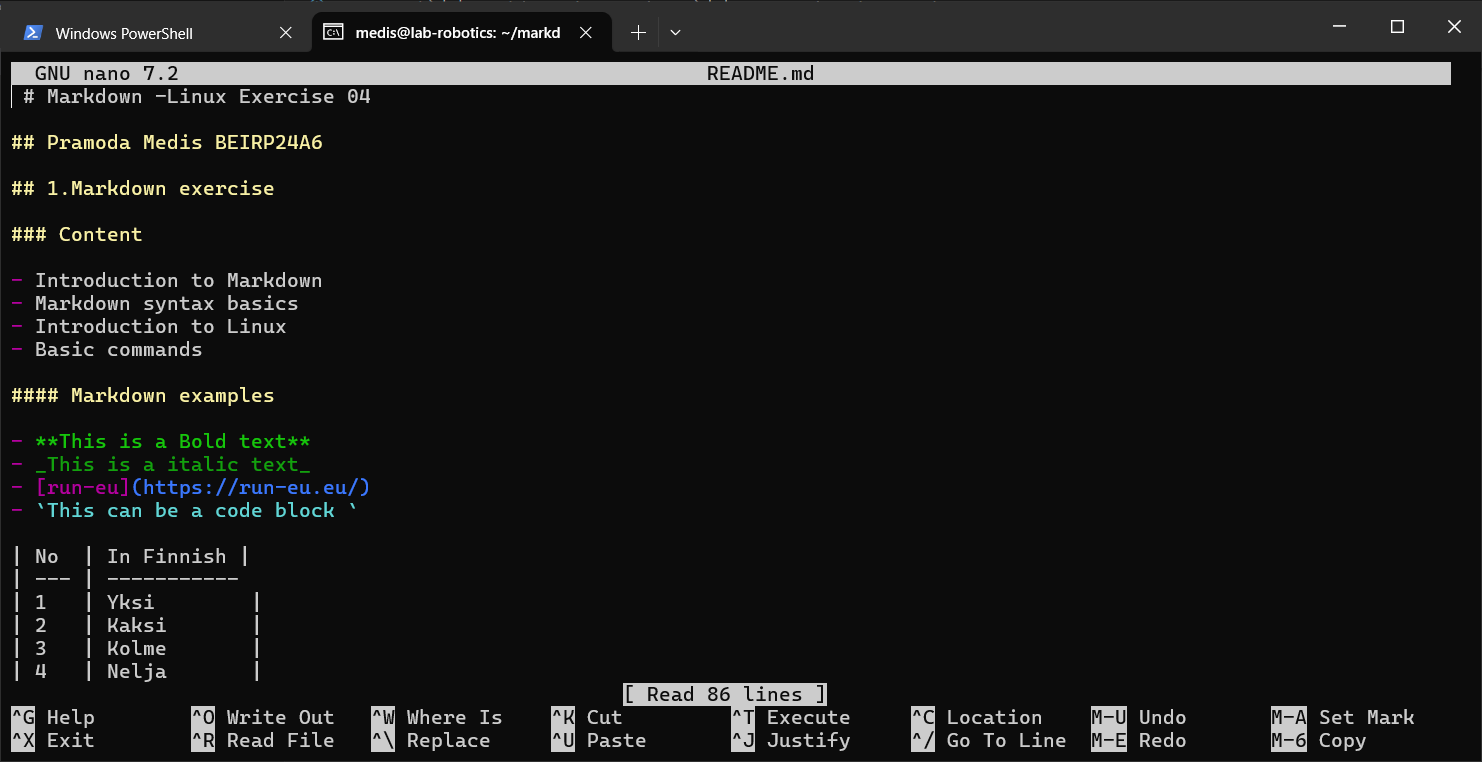 Windows PowerShell
medis@lab-robotics: ~/markd
GNU nano 7.2 README.md
# Markdown -Linux Exercise 04
## Pramoda Medis BEIRP24A6
## 1.Markdown exercise
### Content
- Introduction to Markdown
- Markdown syntax basics
- Introduction to Linux
- Basic commands
#### Markdown examples
- **This is a Bold text**
- _This is a italic text_
- [run-eu](https://run-eu.eu/)
- `This can be a code block `
| No  | In Finnish |
| --- | -----------
| 1   | Yksi        |
| 2   | Kaksi       |
| 3   | Kolme       |
| 4   | Nelja       |
[ Read 86 lines ]
^G Help ^O Write Out ^W Where Is ^K Cut ^T Execute ^C Location M-U Undo M-A Set Mark
^X Exit ^R Read File ^\ Replace ^U Paste ^J Justify ^/ Go To Line M-E Redo M-6 Copy